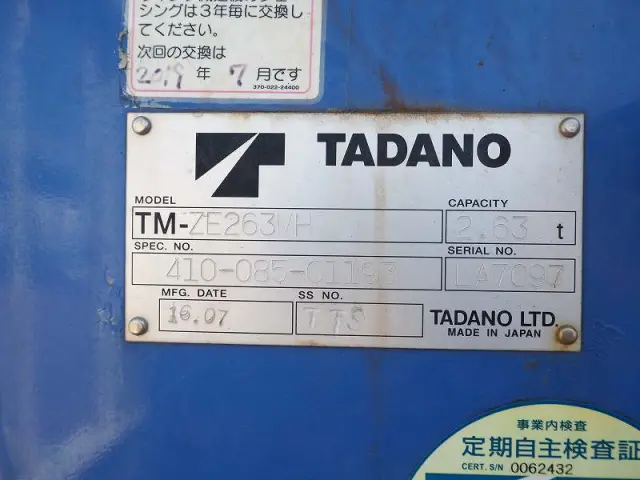 シングは3年毎に交換し
てください。
次回の交換は
2019 年 7 月です
370-022-24400
TADANO
MODEL
TM-ZE263MH
CAPACITY
2.63 t
SPEC. NO.
410-085-01193
SERIAL NO.
LA7097
MFG. DATE
16.07
SS NO.
TTS
TADANO LTD.
MADE IN JAPAN
事業内検査
定期自主検査証
CERT. S/N 0062432